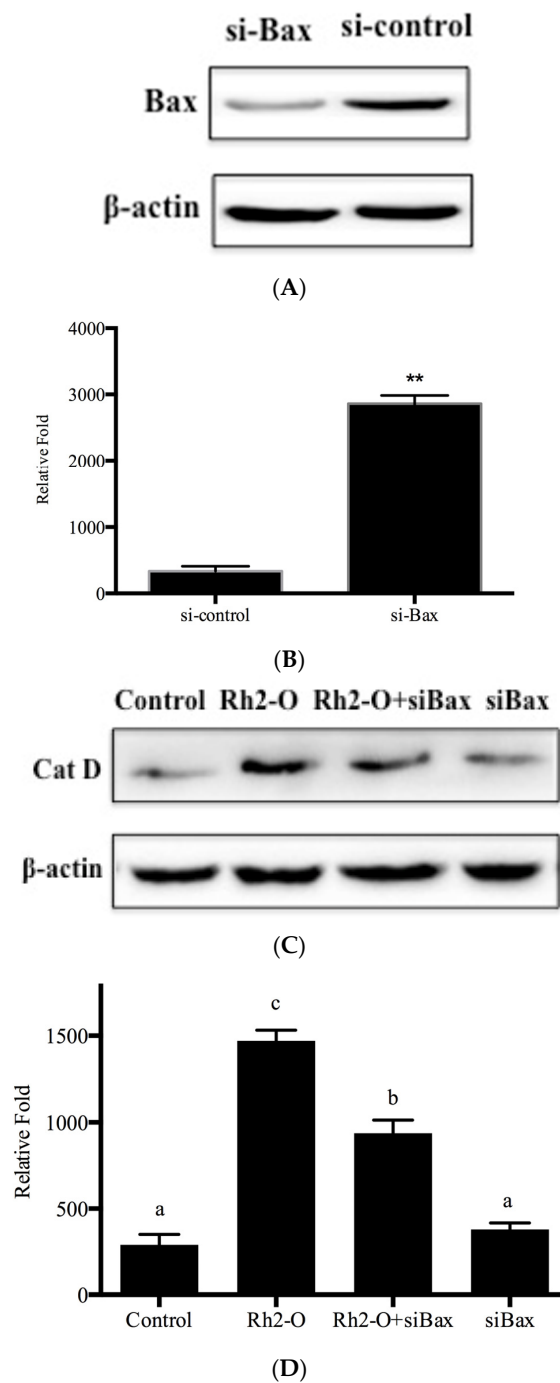 si-Bax si-control
Bax
β-actin
(A)
4000
3000
2000
1000
0
Relative Fold
**
si-control si-Bax
(B)
Control Rh2-O Rh2-O+siBax siBax
Cat D
β-actin
(C)
1500
1000
500
0
Relative Fold
a
c
b
a
Control Rh2-O Rh2-O+siBax siBax
(D)